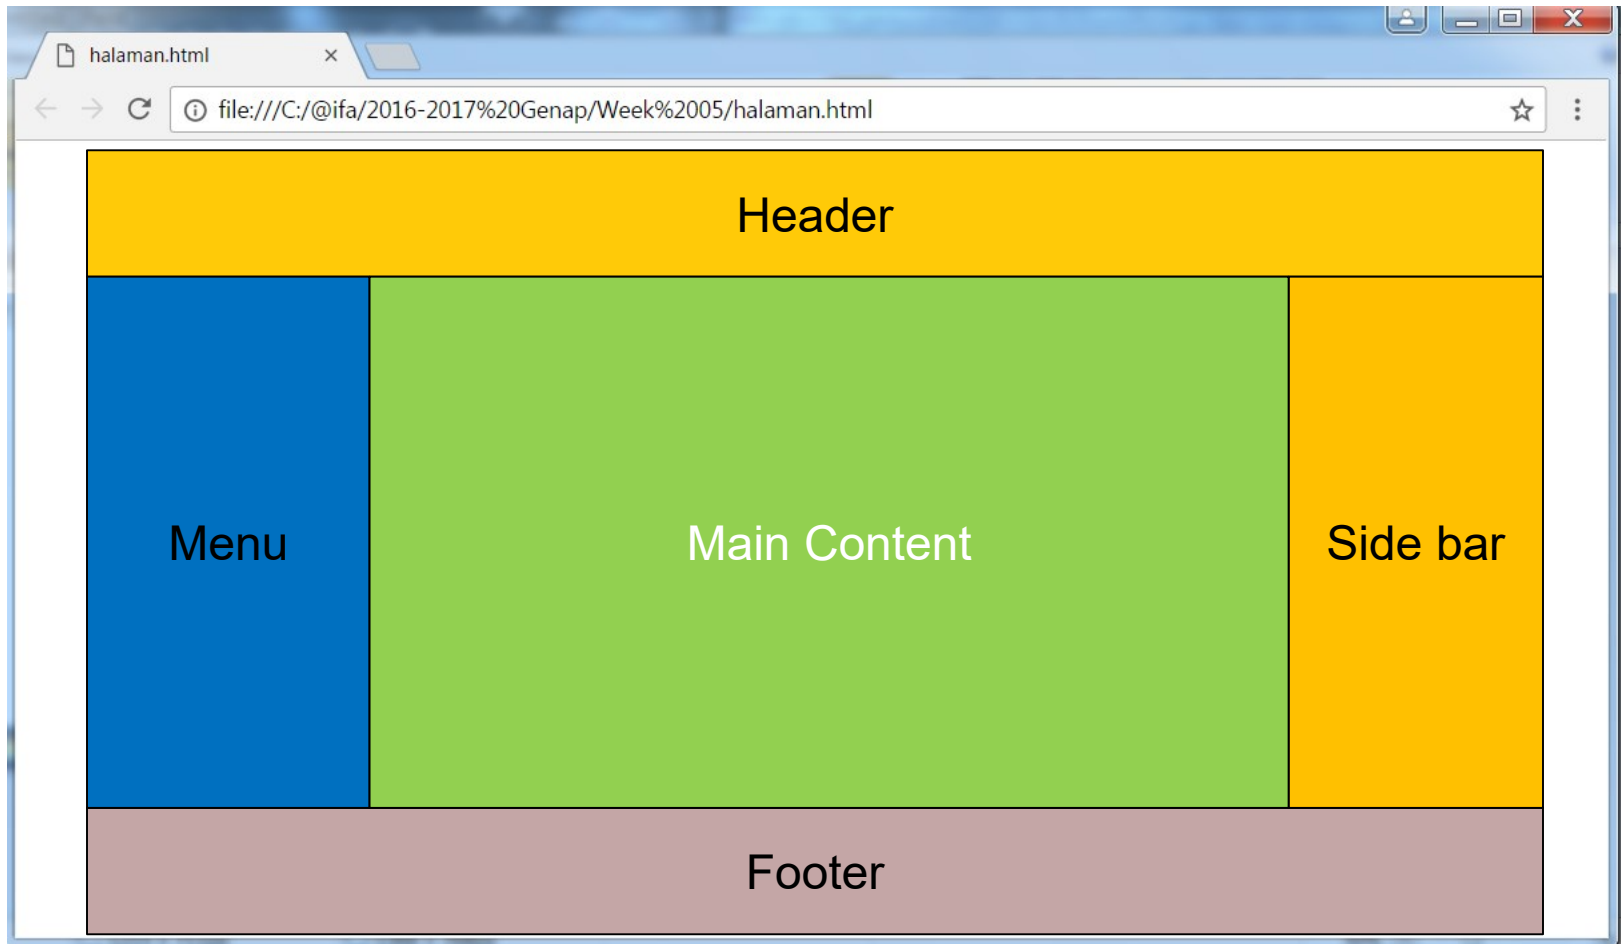 halaman.html
file:///C:/@ifa/2016-2017%20Genap/Week%2005/halaman.html
Header
Menu
Main Content
Side bar
Footer